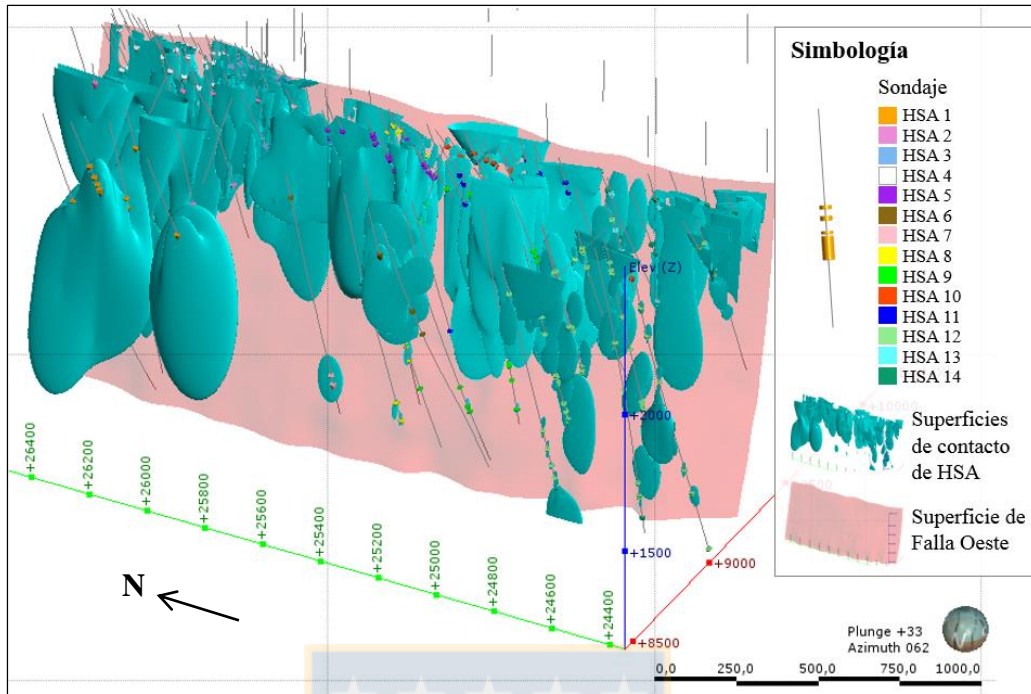 Simbología
Sondaje
HSA 1
HSA 2
HSA 3
HSA 4
HSA 5
HSA 6
HSA 7
HSA 8
HSA 9
HSA 10
HSA 11
HSA 12
HSA 13
HSA 14
Superficies
de contacto
de HSA
Superficie de
Falla Oeste
Elev (Z)
+2000
+1500
+26400
+26200
+26000
+25800
+25600
+25400
+25200
+25000
+24800
+24600
+24400
+10000
+9000
+8500
N
Plunge +33
Azimuth 062
0,0
250,0
500,0
750,0
1000,0